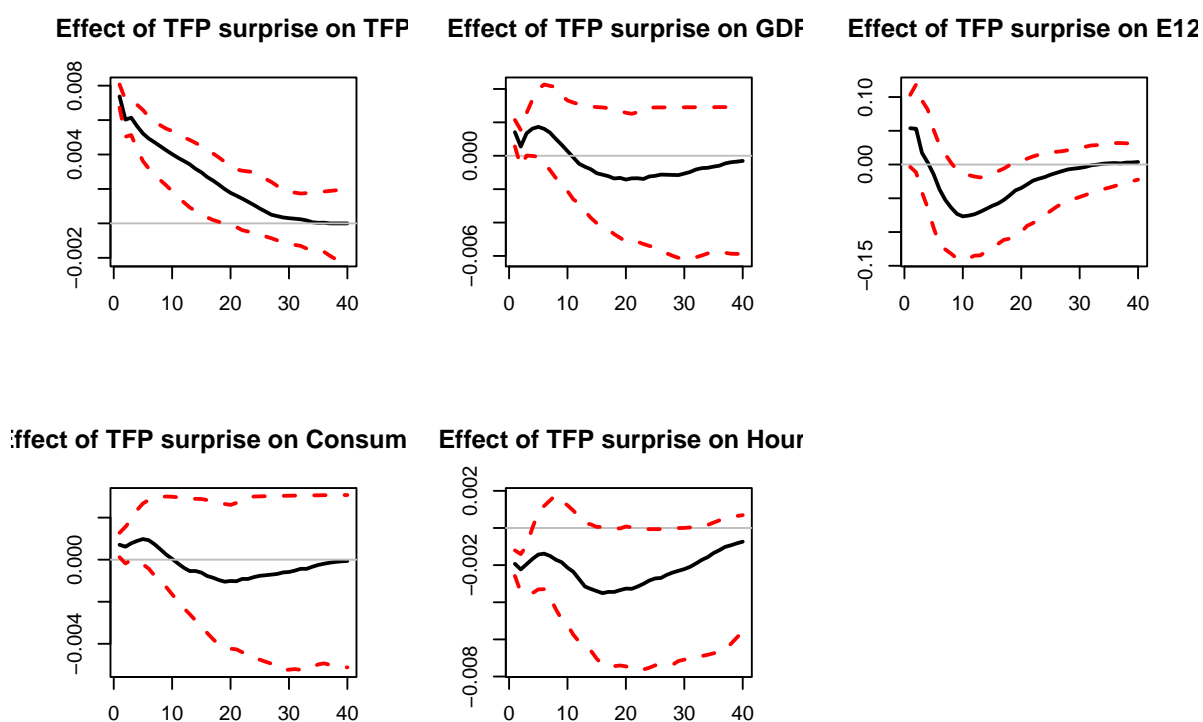 Effect of TFP surprise on TFP
Effect of TFP surprise on GDP
Effect of TFP surprise on E12
0.008
0.004
−0.002
0 10 20 30 40
0.000
−0.006
0 10 20 30 40
0.10
0.00
−0.15
0 10 20 30 40
Effect of TFP surprise on Consum
Effect of TFP surprise on Hour
0.000
−0.004
0 10 20 30 40
0.002
−0.002
−0.008
0 10 20 30 40